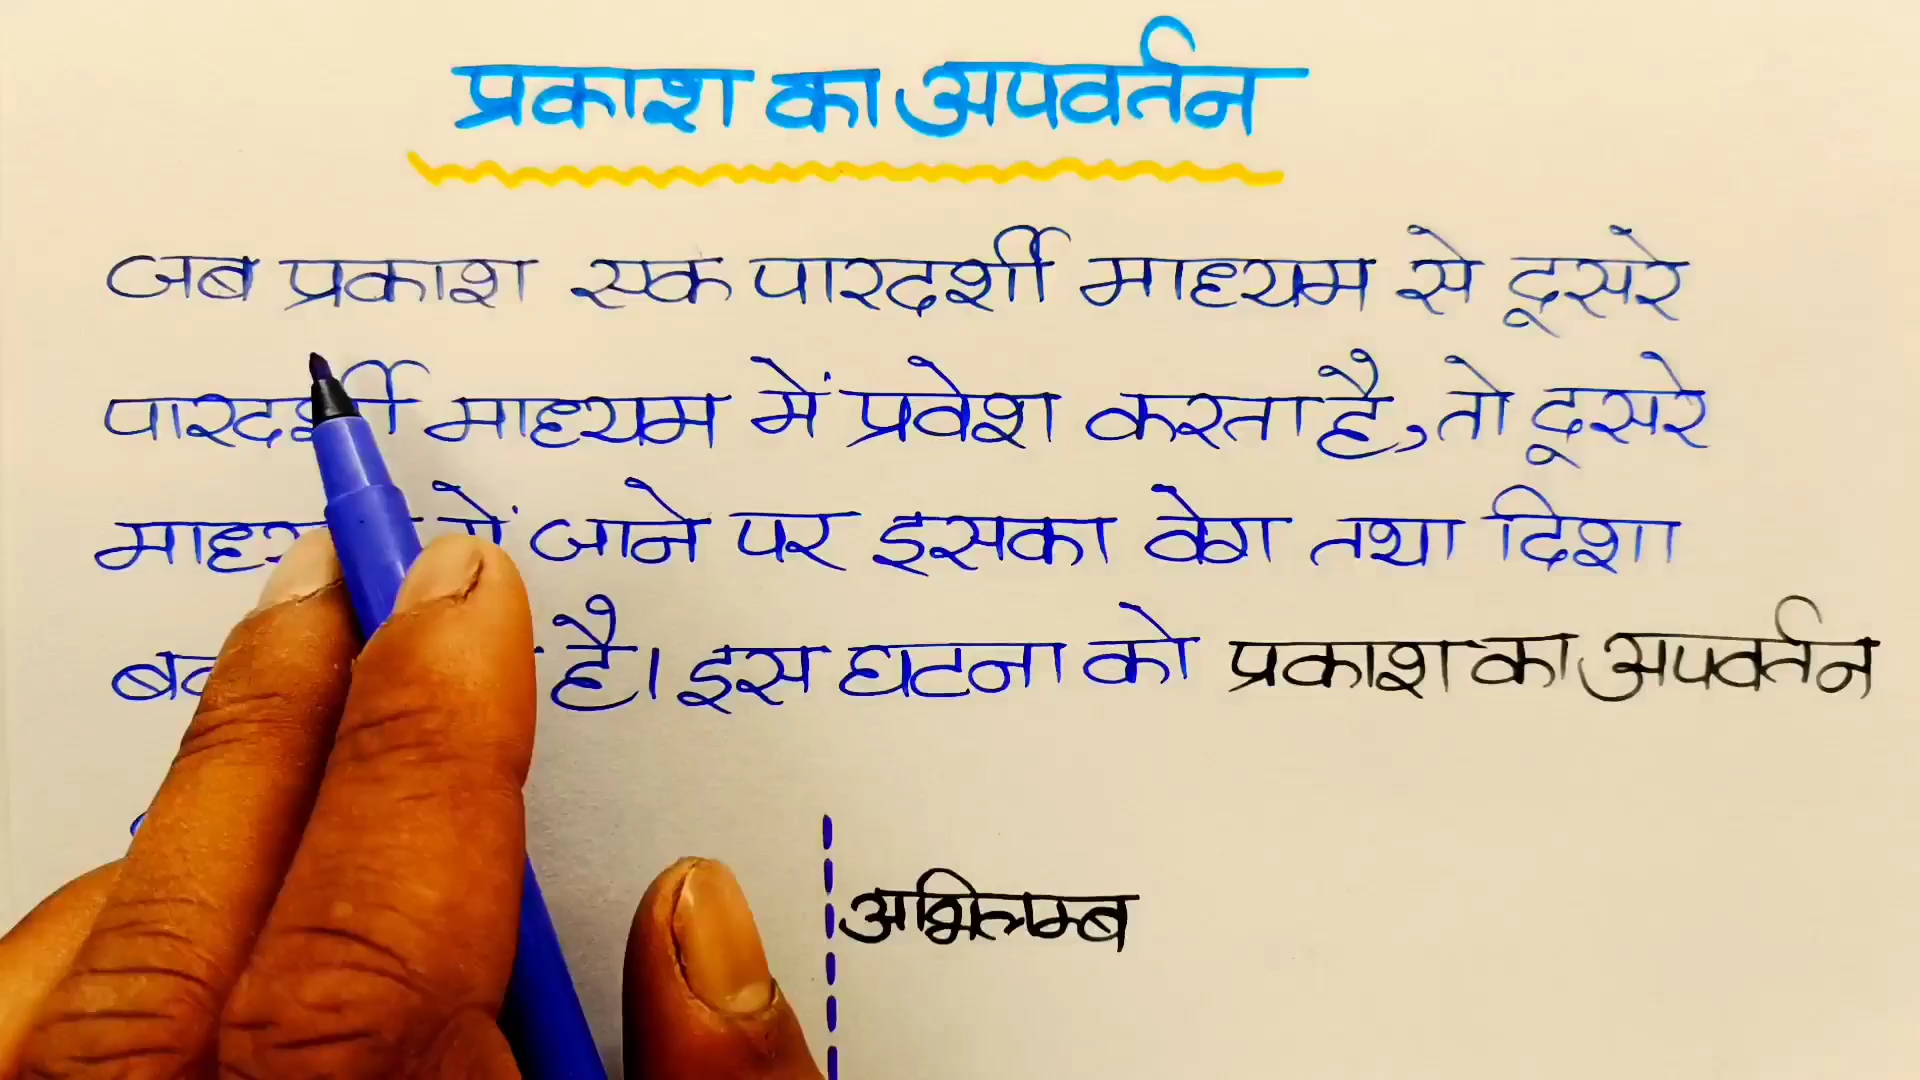 प्रकाश का अपवर्तन
जब प्रकाश एक पारदर्शी माध्यम से दूसरे
पारदर्शी माध्यम में प्रवेश करता है, तो दूसरे
में जाने पर इसका वेग तथा दिशा
है। इस घटना को प्रकाश का अपवर्तन
अभिलम्ब